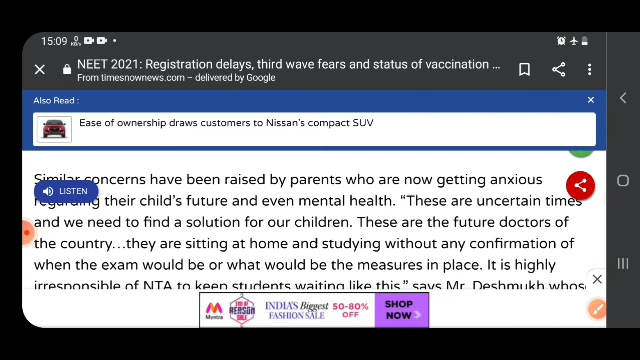 15:09
NEET 2021: Registration delays, third wave fears and status of vaccination ...
From timesnownews.com – delivered by Google
Also Read :
Ease of ownership draws customers to Nissan's compact SUV
Similar concerns have been raised by parents who are now getting anxious
LISTEN
regarding their child's future and even mental health. "These are uncertain times
and we need to find a solution for our children. These are the future doctors of
the country…they are sitting at home and studying without any confirmation of
when the exam would be or what would be the measures in place. It is highly
irresponsible of NTA to keep students waiting like this," says Mr. Deshmukh whose
Myntra
END OF REASON SALE
INDIA'S Biggest
FASHION SALE
50-80%
OFF
SHOP
NOW